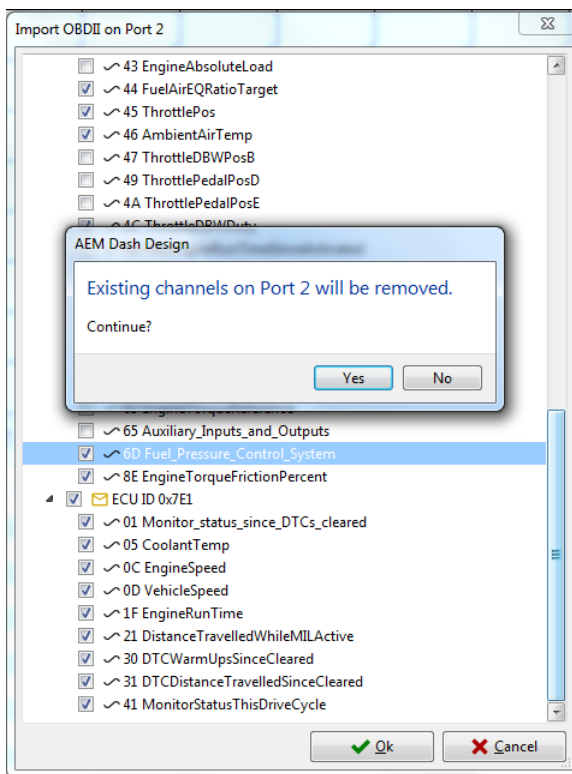 Import OBDII on Port 2
43 EngineAbsoluteLoad
44 FuelAirEQRatioTarget
45 ThrottlePos
46 AmbientAirTemp
47 ThrottleDBWPosB
49 ThrottlePedalPosD
4A ThrottlePedalPosE
4C ThrottleDBWDuty
AEM Dash Design
Existing channels on Port 2 will be removed.
Continue?
Yes No
65 Auxiliary_Inputs_and_Outputs
6D Fuel_Pressure_Control_System
8E EngineTorqueFrictionPercent
ECU ID 0x7E1
01 Monitor_status_since_DTCs_cleared
05 CoolantTemp
0C EngineSpeed
0D VehicleSpeed
1F EngineRunTime
21 DistanceTravelledWhileMILActive
30 DTCWarmUpsSinceCleared
31 DTCDistanceTravelledSinceCleared
41 MonitorStatusThisDriveCycle
Ok Cancel